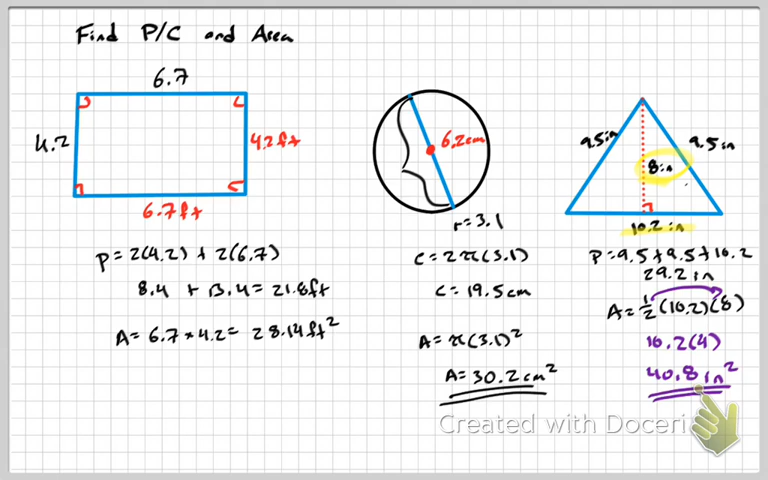 Find P/C and Area
6.7
4.2
4.2 ft
6.7 ft
P = 2(4.2) + 2(6.7)
8.4 + 13.4 = 21.8 ft
A = 6.7 * 4.2 = 28.14 ft²
6.2 cm
r = 3.1
C = 2π(3.1)
C = 19.5 cm
A = π(3.1)²
A = 30.2 cm²
9.5 in
9.5 in
8 in
10.2 in
P = 9.5 + 9.5 + 10.2
29.2 in
A = ½(10.2)(8)
10.2(4)
40.8 in²
Created with Doceri